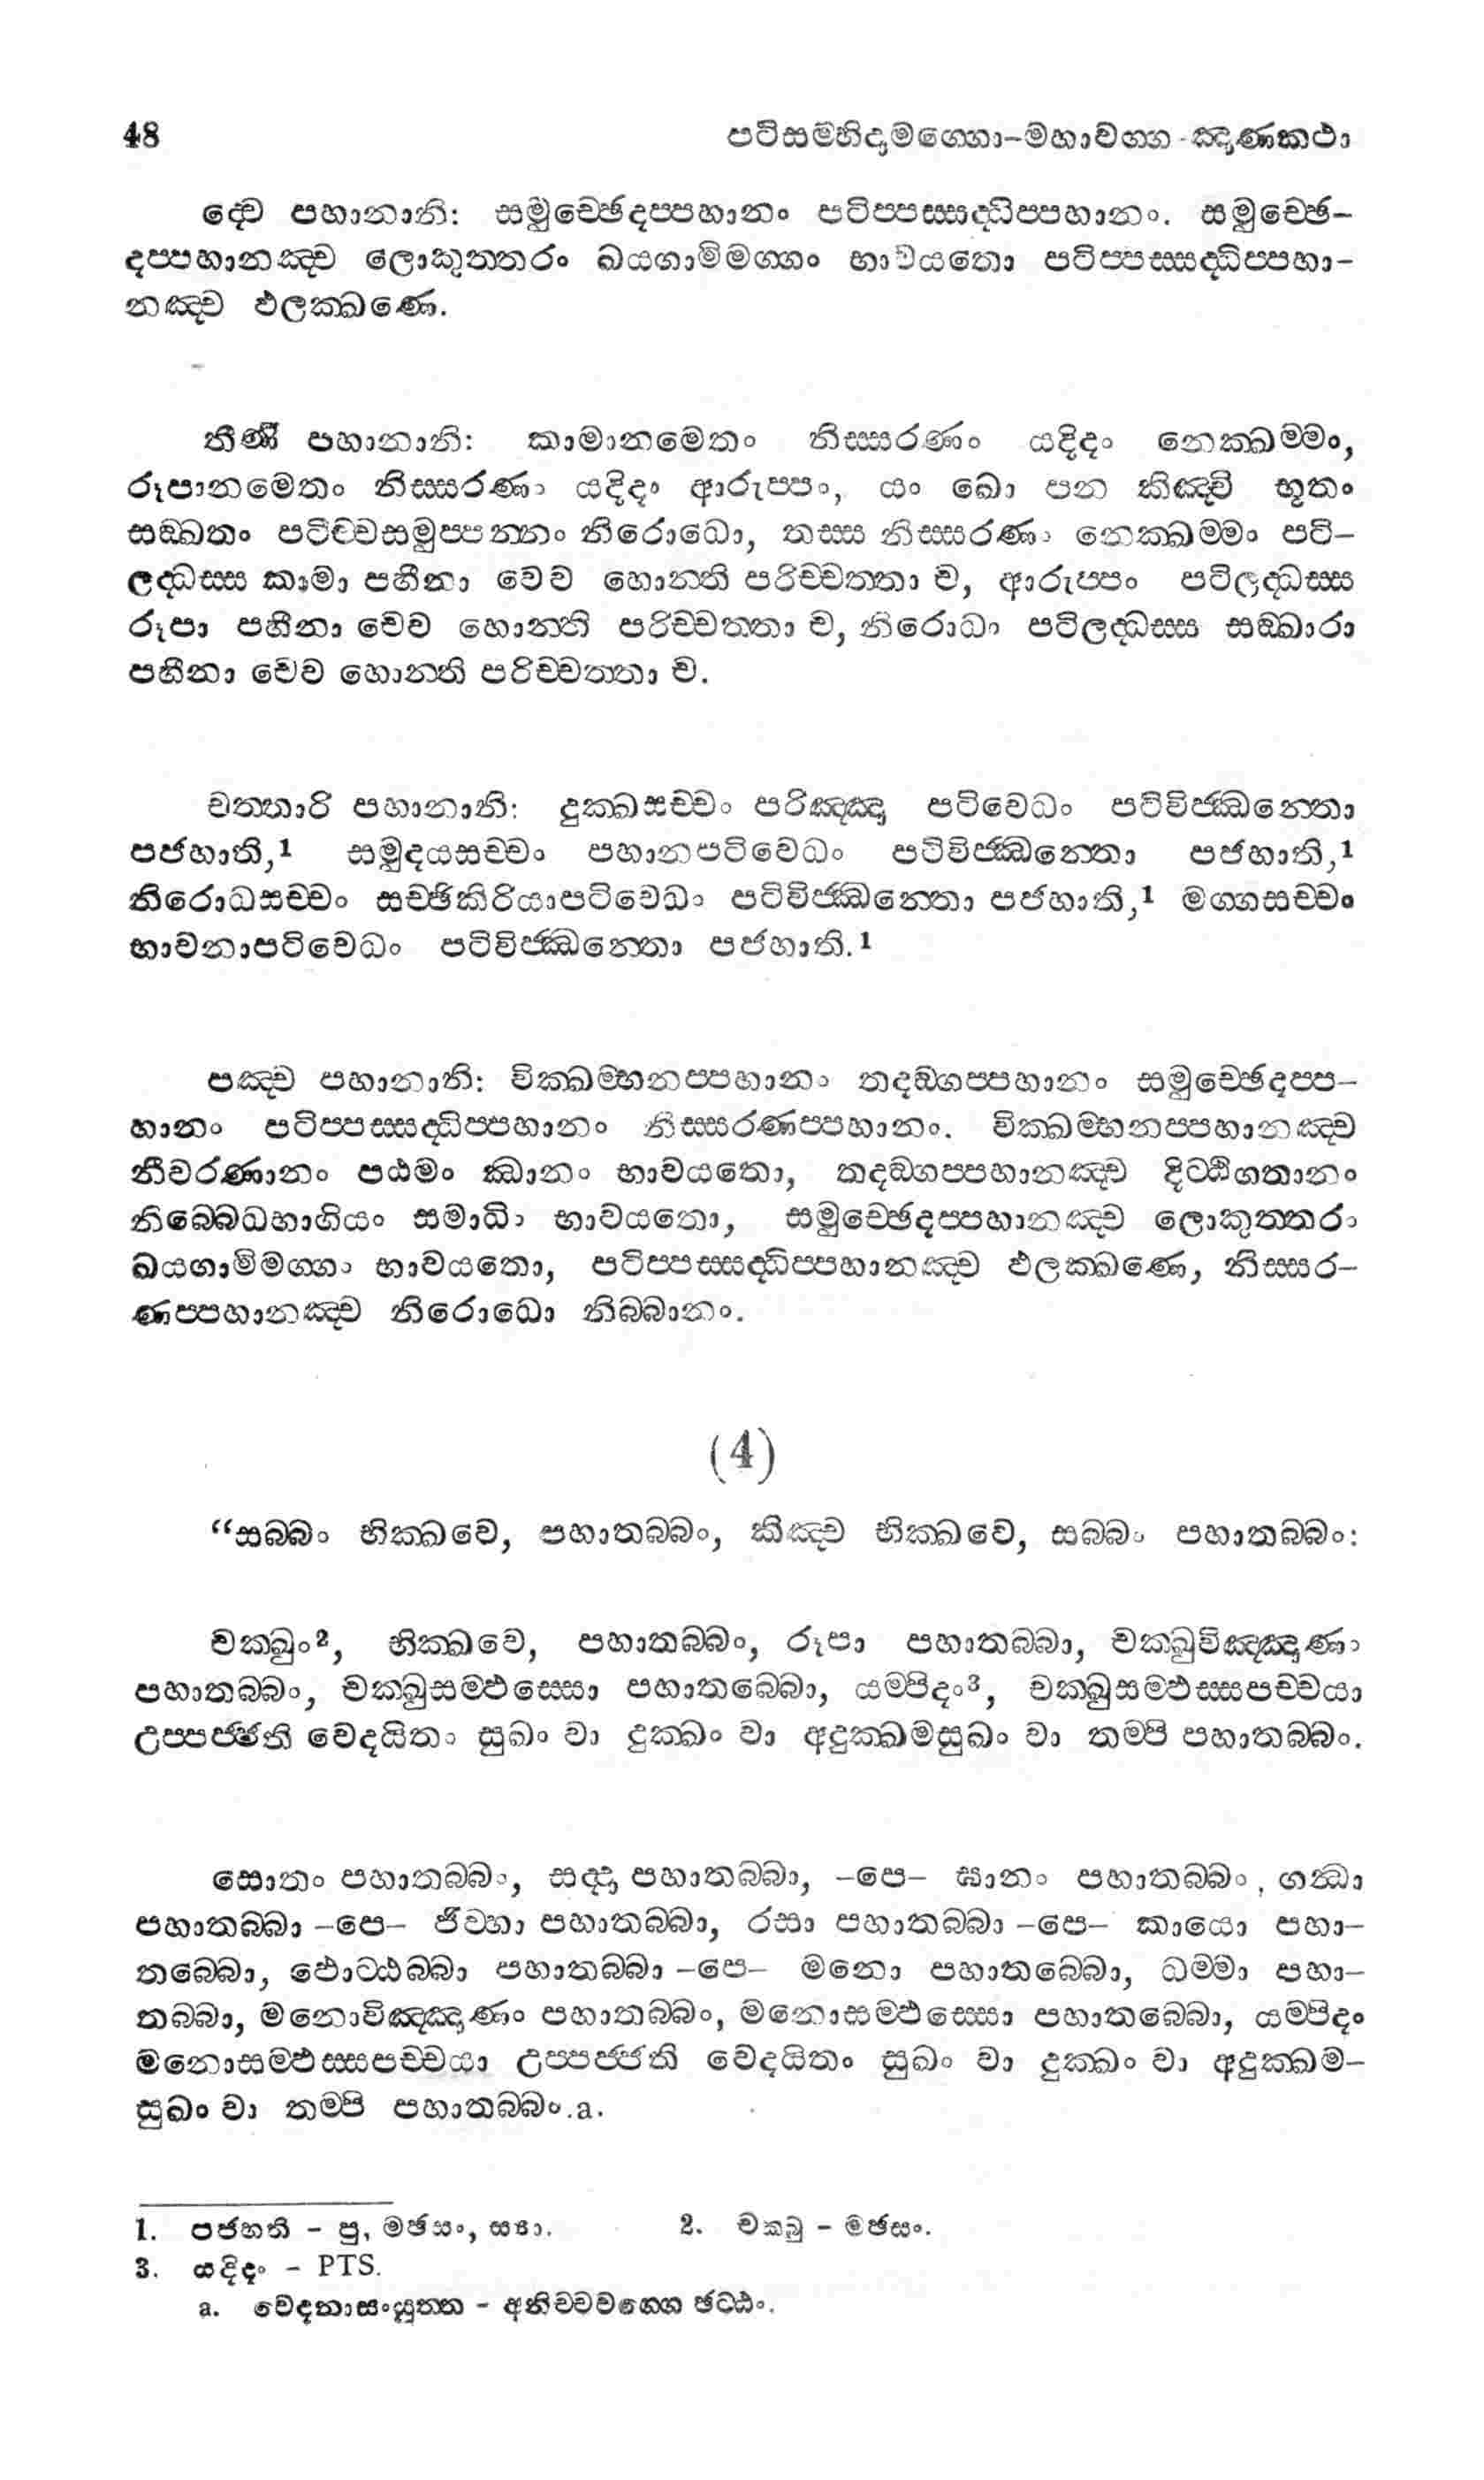 48 පටිසම්භිදාමග්ගො–මහාවග්ග - ඤාණකථා
ද්වෙ පහානානි: සමුච්ඡෙදප්පහානං පටිප්පස්සද්ධිප්පහානං. සමුච්ඡෙ–
දප්පහානඤ්ච ලොකුත්තරං ඛයගාමිමග්ගං භාවයතො පටිප්පස්සද්ධිප්පහා–
නඤ්ච ඵලක්ඛණෙ.
තීණි පහානානි: කාමානමෙතං නිස්සරණං යදිදං නෙක්ඛම්මං,
රූපානමෙතං නිස්සරණං යදිදං ආරුප්පං, යං ඛො පන කිඤ්චි භූතං
සඞ්ඛතං පටිච්චසමුප්පන්නං නිරොධො, තස්ස නිස්සරණං නෙක්ඛම්මං පටි–
ලද්ධස්ස කාමා පහීනා චෙව හොන්ති පරිච්චත්තා ච, ආරුප්පං පටිලද්ධස්ස
රූපා පහීනා චෙව හොන්ති පරිච්චත්තා ච, නිරොධං පටිලද්ධස්ස සඞ්ඛාරා
පහීනා චෙව හොන්ති පරිච්චත්තා ච.
චත්තාරි පහානානි: දුක්ඛසච්චං පරිඤ්ඤා පටිවෙධං පටිවිජ්ඣන්තො
පජහාති,¹ සමුදයසච්චං පහානපටිවෙධං පටිවිජ්ඣන්තො පජහාති,¹
නිරොධසච්චං සච්ඡිකිරියාපටිවෙධං පටිවිජ්ඣන්තො පජහාති,¹ මග්ගසච්චං
භාවනාපටිවෙධං පටිවිජ්ඣන්තො පජහාති.¹
පඤ්ච පහානානි: වික්ඛම්භනප්පහානං තදඞ්ගප්පහානං සමුච්ඡෙදප්ප–
හානං පටිප්පස්සද්ධිප්පහානං නිස්සරණප්පහානං. වික්ඛම්භනප්පහානඤ්ච
නීවරණානං පඨමං ඣානං භාවයතො, තදඞ්ගප්පහානඤ්ච දිට්ඨිගතානං
නිබ්බෙධභාගියං සමාධිං භාවයතො, සමුච්ඡෙදප්පහානඤ්ච ලොකුත්තරං
ඛයගාමිමග්ගං භාවයතො, පටිප්පස්සද්ධිප්පහානඤ්ච ඵලක්ඛණෙ, නිස්සර–
ණප්පහානඤ්ච නිරොධො නිබ්බානං.
(4)
“සබ්බං භික්ඛවෙ, පහාතබ්බං, කිඤ්ච භික්ඛවෙ, සබ්බං පහාතබ්බං:
චක්ඛුං², භික්ඛවෙ, පහාතබ්බං, රූපා පහාතබ්බා, චක්ඛුවිඤ්ඤාණං
පහාතබ්බං, චක්ඛුසම්ඵස්සො පහාතබ්බො, යම්පිදං³, චක්ඛුසම්ඵස්සපච්චයා
උප්පජ්ජති වෙදයිතං සුඛං වා දුක්ඛං වා අදුක්ඛමසුඛං වා තම්පි පහාතබ්බං.
සොතං පහාතබ්බං, සද්දා පහාතබ්බා, –පෙ– ඝානං පහාතබ්බං, ගන්ධා
පහාතබ්බා –පෙ– ජිව්හා පහාතබ්බා, රසා පහාතබ්බා –පෙ– කායො පහා–
තබ්බො, ඵොට්ඨබ්බා පහාතබ්බා –පෙ– මනො පහාතබ්බො, ධම්මා පහා–
තබ්බා, මනොවිඤ්ඤාණං පහාතබ්බං, මනොසම්ඵස්සො පහාතබ්බො, යම්පිදං
මනොසම්ඵස්සපච්චයා උප්පජ්ජති වෙදයිතං සුඛං වා දුක්ඛං වා අදුක්ඛම–
සුඛං වා තම්පි පහාතබ්බං.a.
1. පජහති – පු, මඡසං, ස්‍යා. 2. චක්ඛු – මඡසං.
3. යදිදං – PTS.
a. වෙදනාසංයුත්ත – අනිච්චවග්ගෙ ඡට්ඨං.